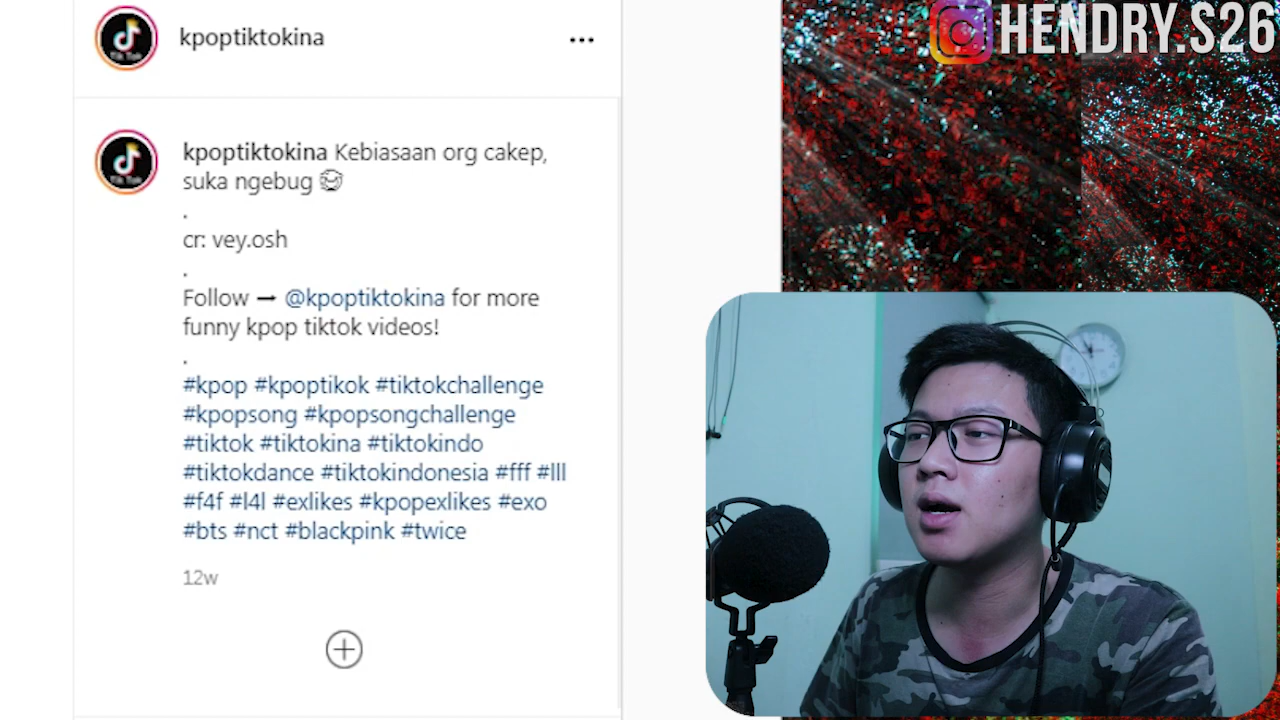 kpoptiktokina
HENDRY.S26
kpoptiktokina Kebiasaan org cakep,
suka ngebug
.
cr: vey.osh
.
Follow ➞ @kpoptiktokina for more
funny kpop tiktok videos!
.
#kpop #kpoptikok #tiktokchallenge
#kpopsong #kpopsongchallenge
#tiktok #tiktokina #tiktokindo
#tiktokdance #tiktokindonesia #fff #lll
#f4f #l4l #exlikes #kpopexlikes #exo
#bts #nct #blackpink #twice
12w